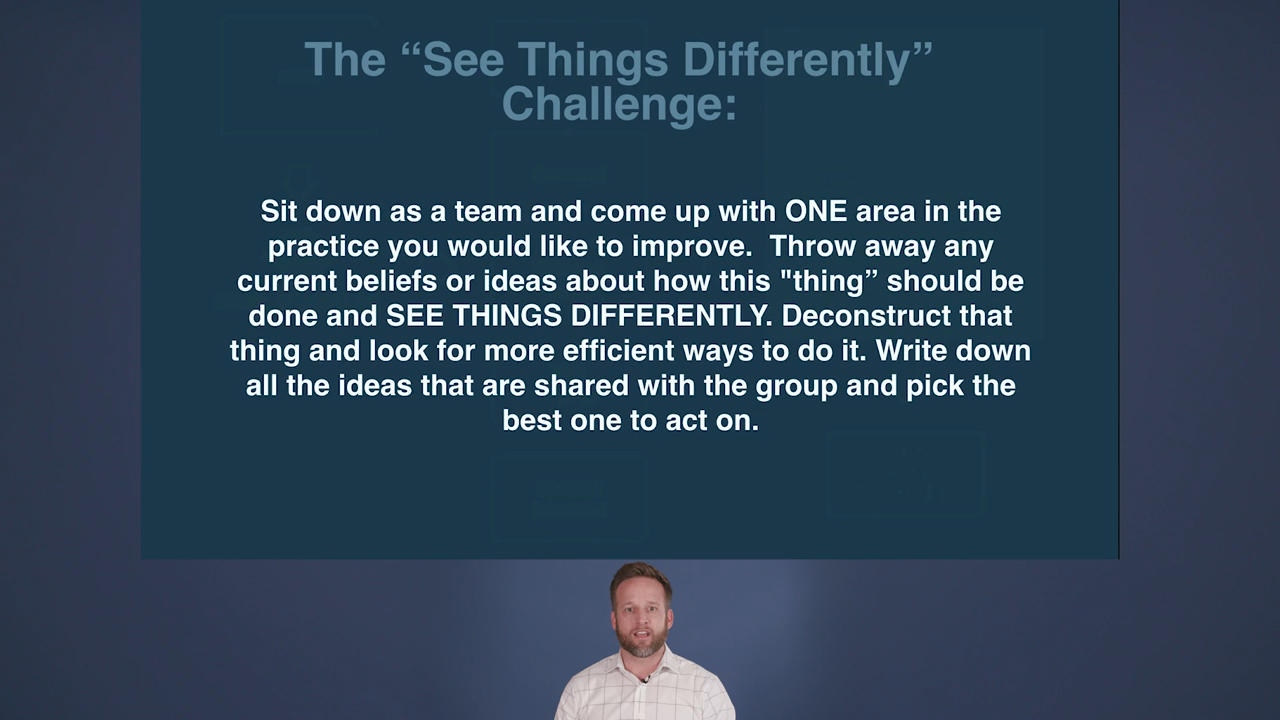 The “See Things Differently”
Challenge:
Sit down as a team and come up with ONE area in the
practice you would like to improve.  Throw away any
current beliefs or ideas about how this "thing” should be
done and SEE THINGS DIFFERENTLY. Deconstruct that
thing and look for more efficient ways to do it. Write down
all the ideas that are shared with the group and pick the
best one to act on.